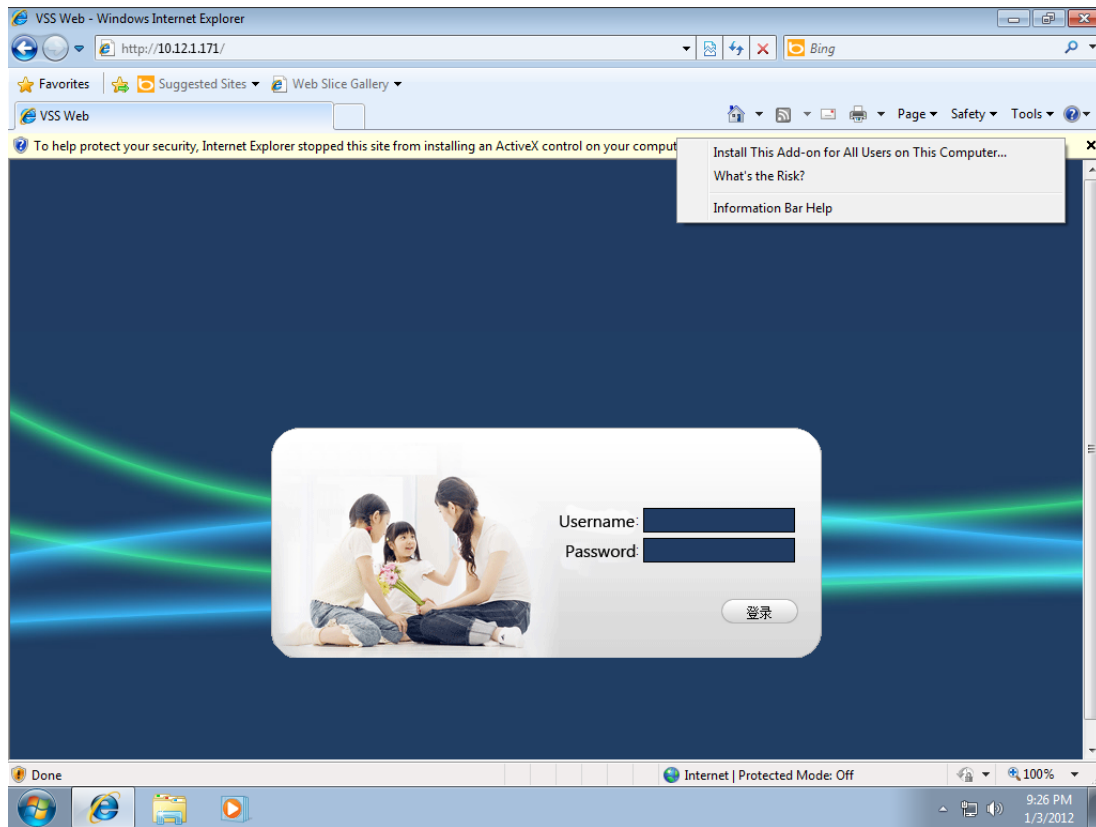 VSS Web - Windows Internet Explorer
http://10.12.1.171/
Bing
Favorites Suggested Sites Web Slice Gallery
VSS Web Page Safety Tools
To help protect your security, Internet Explorer stopped this site from installing an ActiveX control on your comput
Install This Add-on for All Users on This Computer...
What's the Risk?
Information Bar Help
Username:
Password:
登录
Done Internet | Protected Mode: Off 100%
9:26 PM
1/3/2012